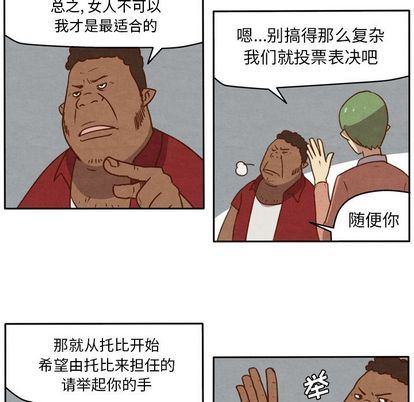 总之, 女人不可以
我才是最适合的
嗯...别搞得那么复杂
我们就投票表决吧
随便你
那就从托比开始
希望由托比来担任的
请举起你的手
举